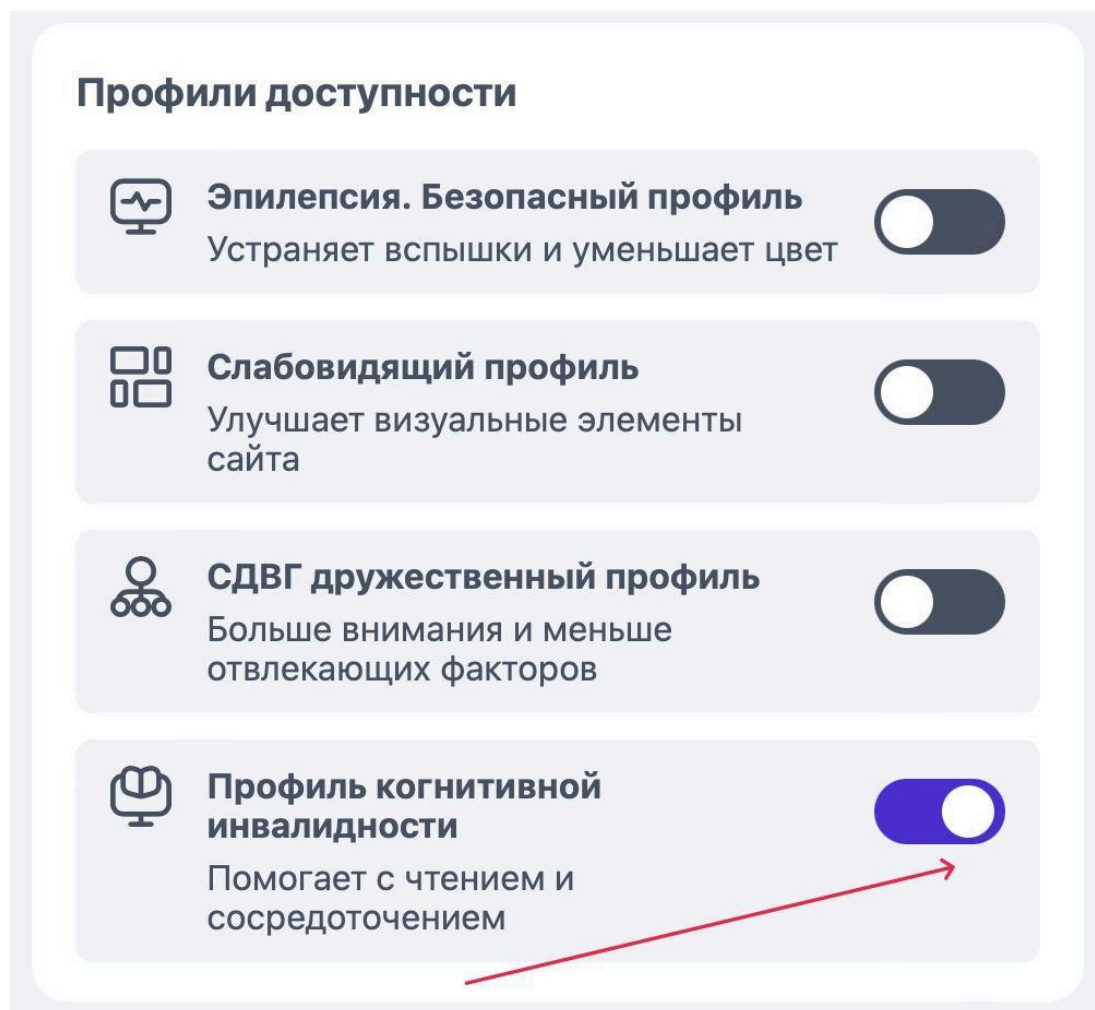 Профили доступности
Эпилепсия. Безопасный профиль
Устраняет вспышки и уменьшает цвет
Слабовидящий профиль
Улучшает визуальные элементы
сайта
СДВГ дружественный профиль
Больше внимания и меньше
отвлекающих факторов
Профиль когнитивной
инвалидности
Помогает с чтением и
сосредоточением